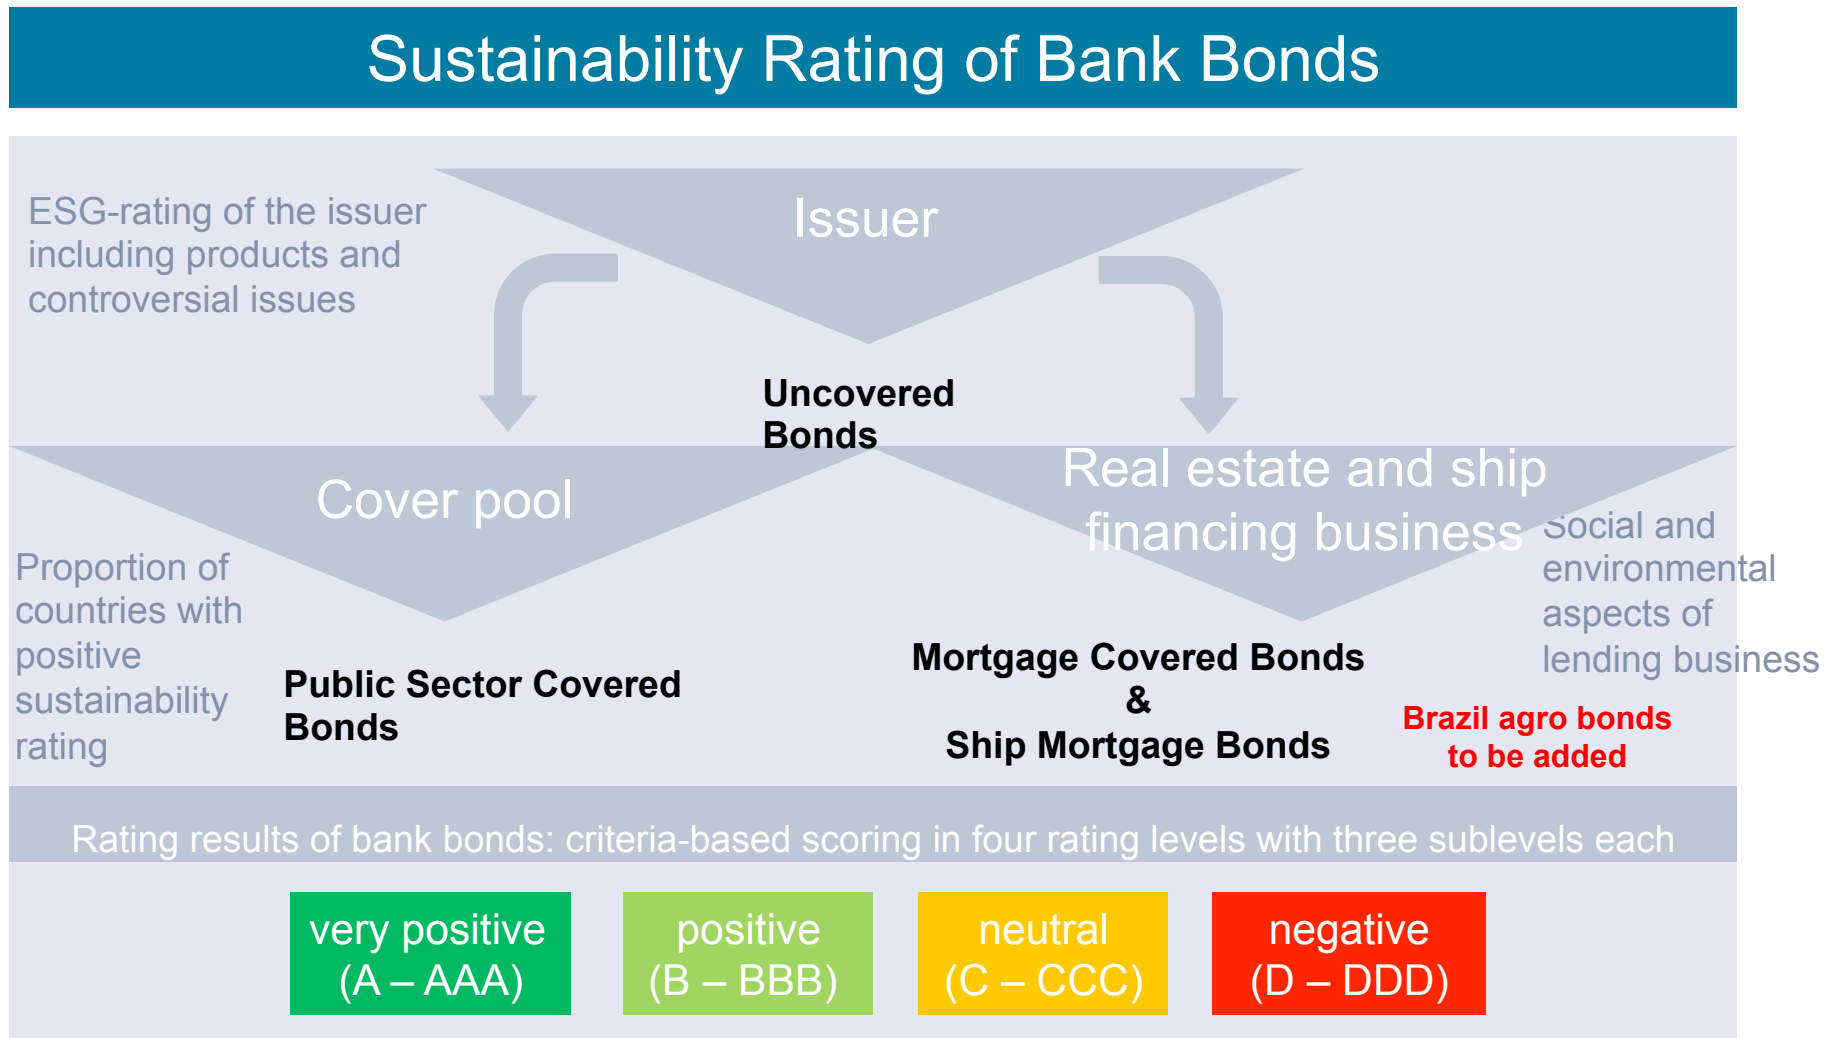 Sustainability Rating of Bank Bonds
ESG-rating of the issuer
including products and
controversial issues
Issuer
Uncovered
Bonds
Cover pool
Real estate and ship
financing business
Proportion of
countries with
positive
sustainability
rating
Public Sector Covered
Bonds
Mortgage Covered Bonds
&
Ship Mortgage Bonds
Social and
environmental
aspects of
lending business
Brazil agro bonds
to be added
Rating results of bank bonds: criteria-based scoring in four rating levels with three sublevels each
very positive
(A – AAA)
positive
(B – BBB)
neutral
(C – CCC)
negative
(D – DDD)